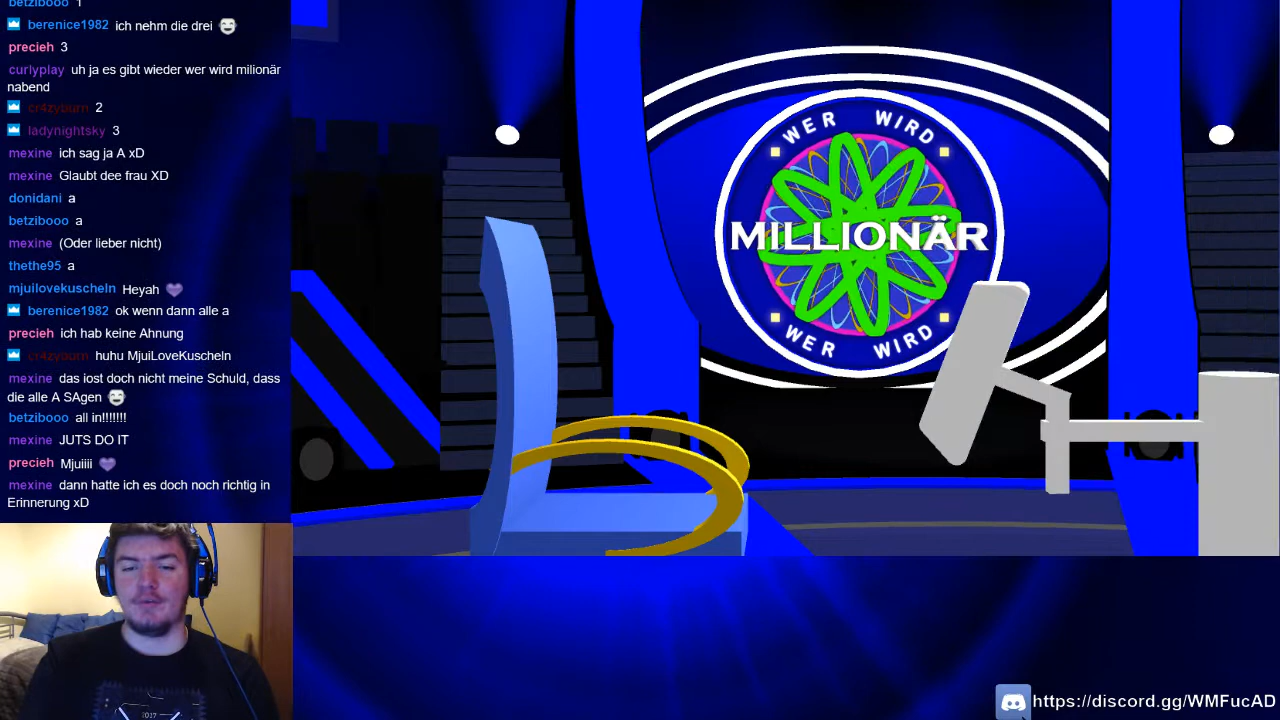 betzibooo 1
berenice1982 ich nehm die drei
precieh 3
curlyplay uh ja es gibt wieder wer wird milionär
nabend
cr4zyburn 2
ladynightsky 3
mexine ich sag ja A xD
mexine Glaubt dee frau XD
donidani a
betzibooo a
mexine (Oder lieber nicht)
thethe95 a
mjuilovekuscheln Heyah
berenice1982 ok wenn dann alle a
precieh ich hab keine Ahnung
cr4zyburn huhu MjuiLoveKuscheln
mexine das iost doch nicht meine Schuld, dass
die alle A SAgen
betzibooo all in!!!!!!!
mexine JUTS DO IT
precieh Mjuiiii
mexine dann hatte ich es doch noch richtig in
Erinnerung xD
WER WIRD
MILLIONÄR
WER WIRD
2017
https://discord.gg/WMFucAD